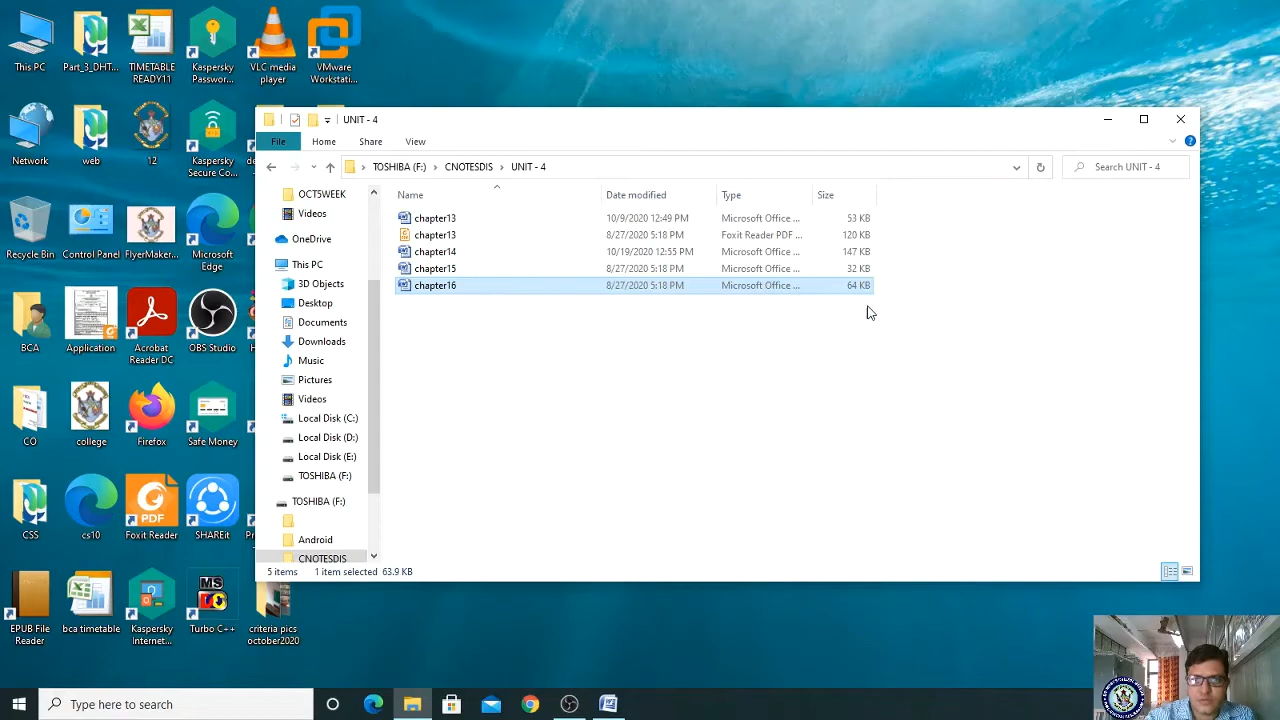 This PC
Part_3_DHT...
TIMETABLE
READY11
Kaspersky
Passwor...
VLC media
player
VMware
Workstati...
Network
web
12
Kaspersky
Secure Co...
Recycle Bin
Control Panel
FlyerMaker...
Microsoft
Edge
BCA
Application
Acrobat
Reader DC
OBS Studio
CO
college
Firefox
Safe Money
CSS
cs10
PDF
Foxit Reader
SHAREit
EPUB File
Reader
bca timetable
Kaspersky
Internet...
MS
Turbo C++
criteria pics
october2020
UNIT - 4
File
Home
Share
View
TOSHIBA (F:)
CNOTESDIS
UNIT - 4
Search UNIT - 4
OCT5WEEK
Videos
OneDrive
This PC
3D Objects
Desktop
Documents
Downloads
Music
Pictures
Videos
Local Disk (C:)
Local Disk (D:)
Local Disk (E:)
TOSHIBA (F:)
TOSHIBA (F:)
Android
CNOTESDIS
Name Date modified Type Size
chapter13 10/9/2020 12:49 PM Microsoft Office ... 53 KB
chapter13 8/27/2020 5:18 PM Foxit Reader PDF ... 120 KB
chapter14 10/19/2020 12:55 PM Microsoft Office ... 147 KB
chapter15 8/27/2020 5:18 PM Microsoft Office ... 32 KB
chapter16 8/27/2020 5:18 PM Microsoft Office ... 64 KB
5 items 1 item selected 63.9 KB
Type here to search